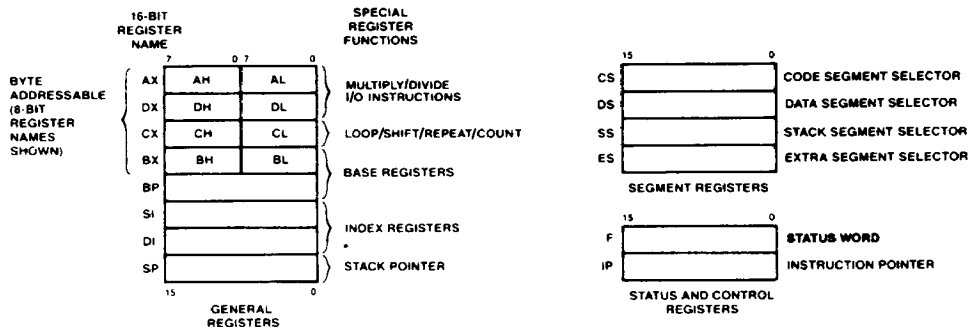 16-BIT
REGISTER
NAME
SPECIAL
REGISTER
FUNCTIONS
7 0 7 0
BYTE
ADDRESSABLE
(8-BIT
REGISTER
NAMES
SHOWN)
AX AH AL
DX DH DL
CX CH CL
BX BH BL
BP
SI
DI
SP
MULTIPLY/DIVIDE
I/O INSTRUCTIONS
LOOP/SHIFT/REPEAT/COUNT
BASE REGISTERS
INDEX REGISTERS
STACK POINTER
15 0
GENERAL
REGISTERS
15 0
CS CODE SEGMENT SELECTOR
DS DATA SEGMENT SELECTOR
SS STACK SEGMENT SELECTOR
ES EXTRA SEGMENT SELECTOR
SEGMENT REGISTERS
15 0
F STATUS WORD
IP INSTRUCTION POINTER
STATUS AND CONTROL
REGISTERS